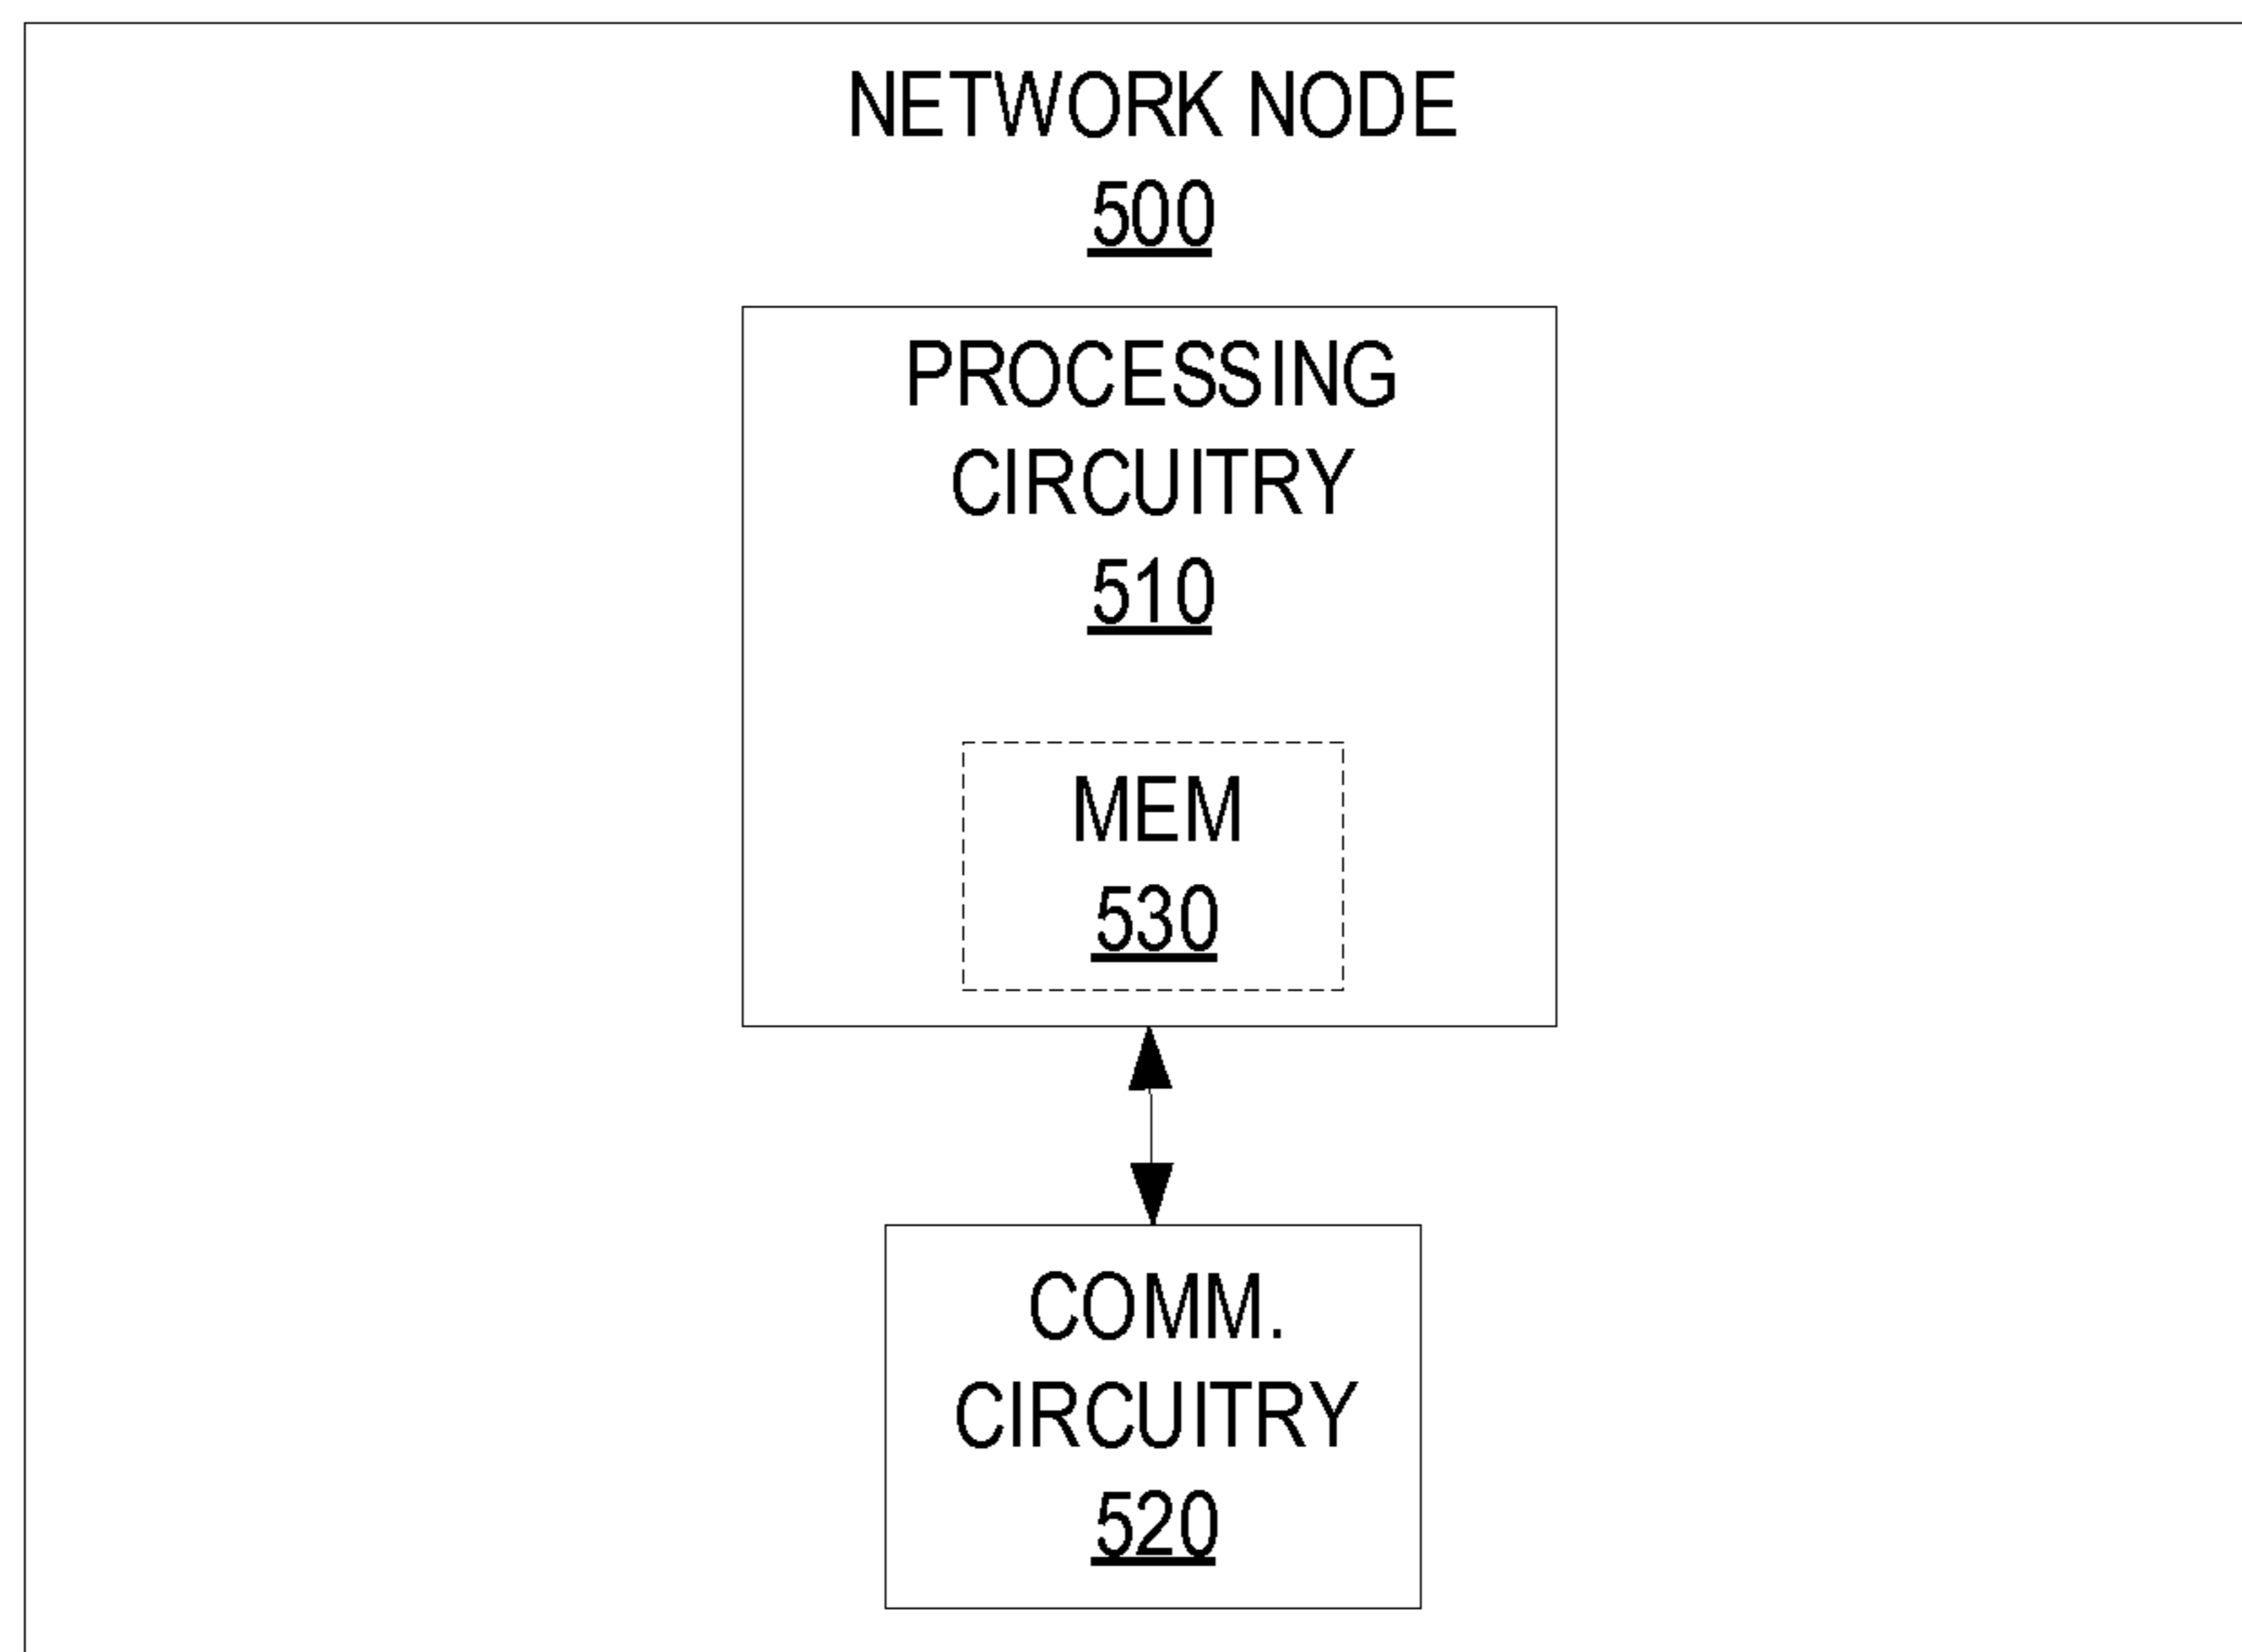 NETWORK NODE
500
PROCESSING
CIRCUITRY
510
MEM
530
COMM.
CIRCUITRY
520